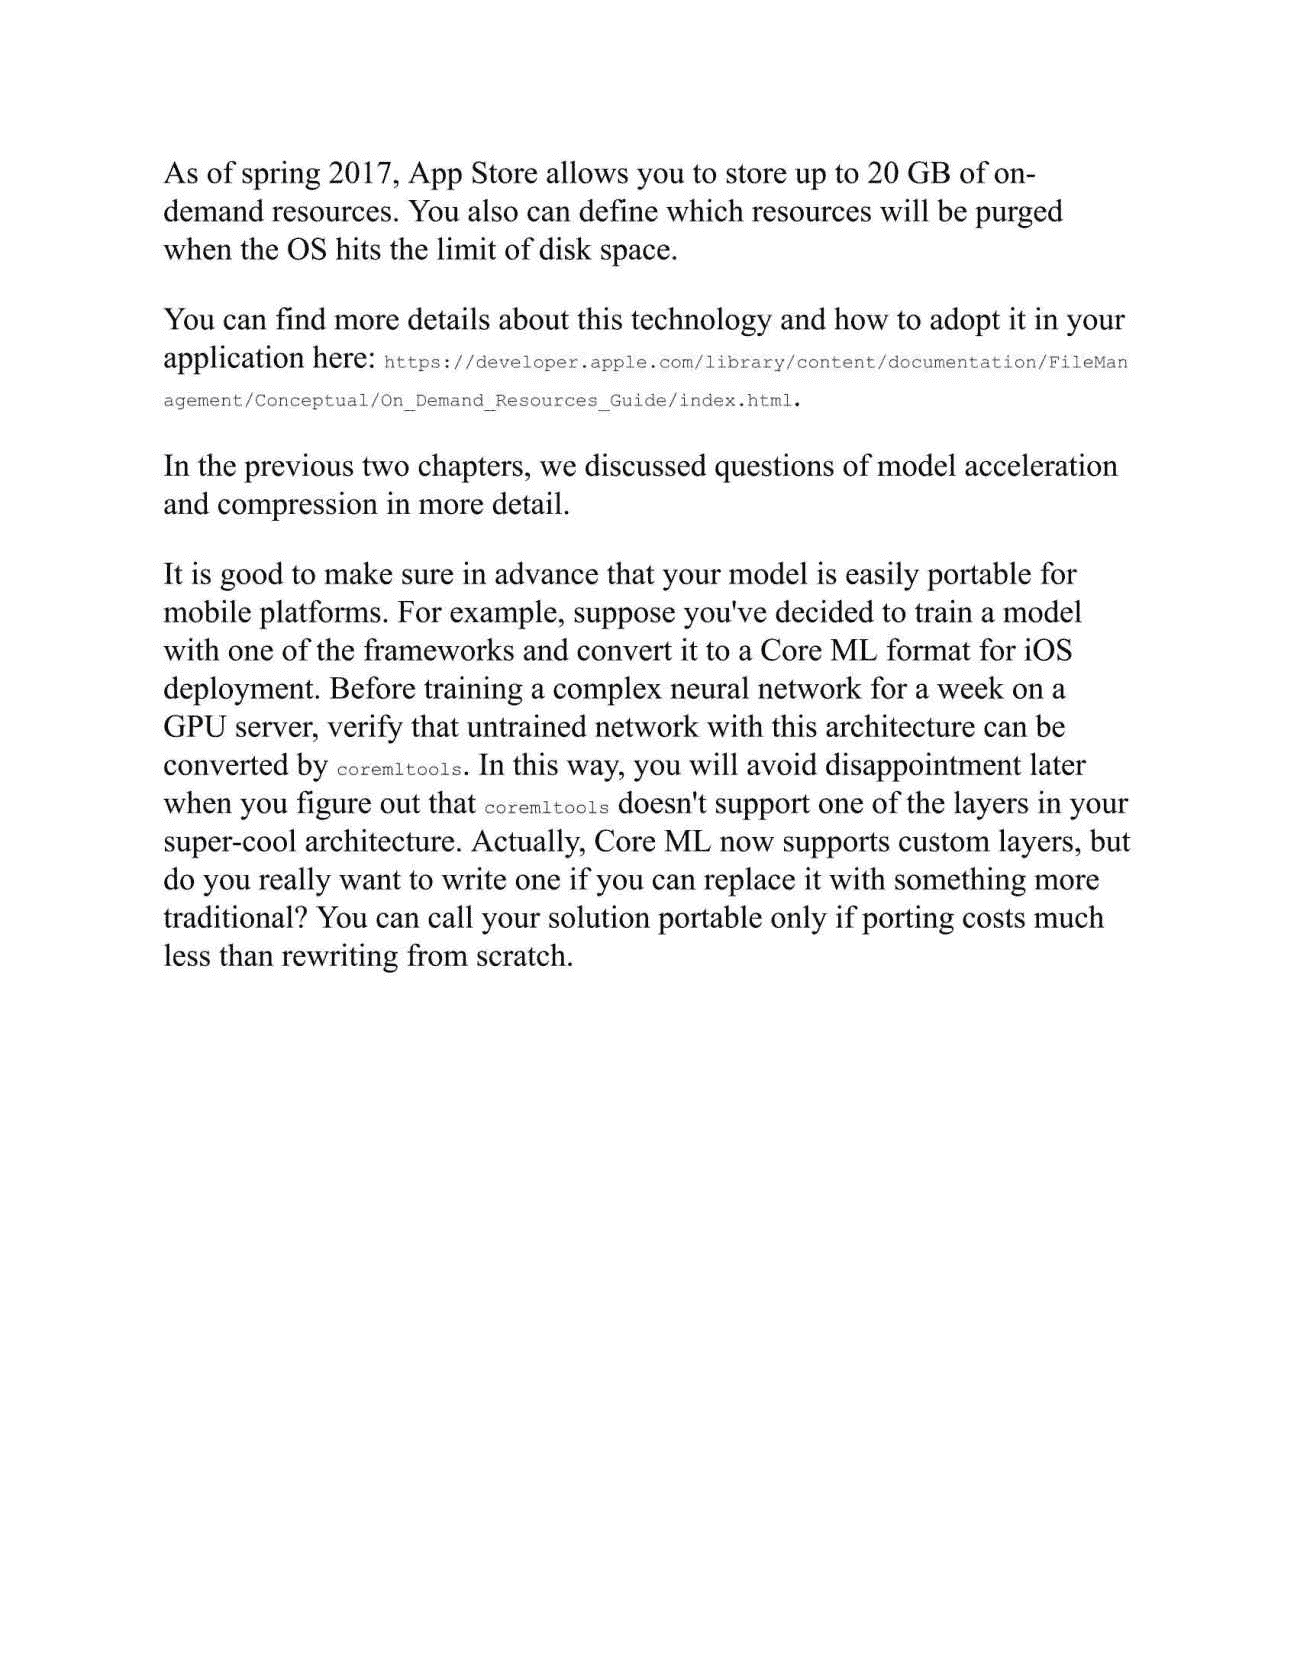 As of spring 2017, App Store allows you to store up to 20 GB of on-
demand resources. You also can define which resources will be purged
when the OS hits the limit of disk space.
You can find more details about this technology and how to adopt it in your
application here: https://developer.apple.com/library/content/documentation/FileMan
agement/Conceptual/On_Demand_Resources_Guide/index.html.
In the previous two chapters, we discussed questions of model acceleration
and compression in more detail.
It is good to make sure in advance that your model is easily portable for
mobile platforms. For example, suppose you've decided to train a model
with one of the frameworks and convert it to a Core ML format for iOS
deployment. Before training a complex neural network for a week on a
GPU server, verify that untrained network with this architecture can be
converted by coremltools. In this way, you will avoid disappointment later
when you figure out that coremltools doesn't support one of the layers in your
super-cool architecture. Actually, Core ML now supports custom layers, but
do you really want to write one if you can replace it with something more
traditional? You can call your solution portable only if porting costs much
less than rewriting from scratch.